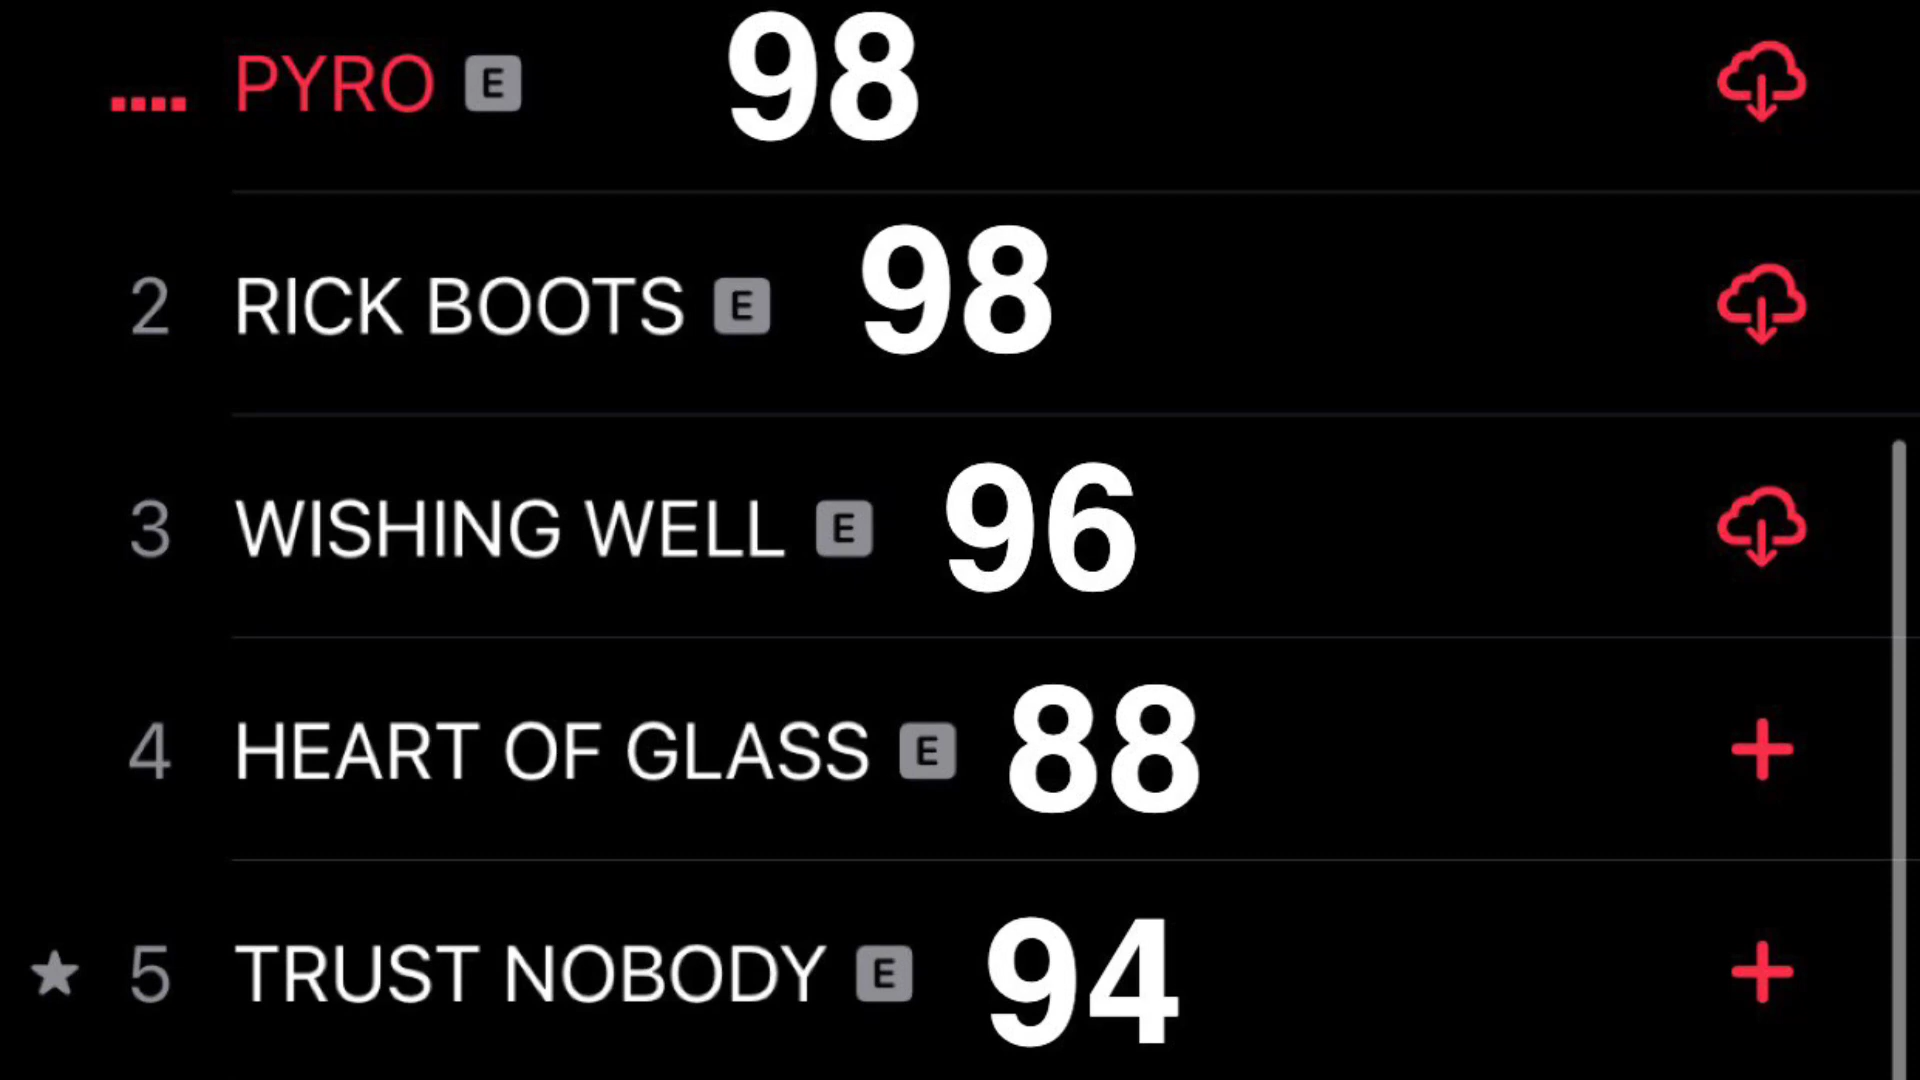 PYRO E 98
2 RICK BOOTS E 98
3 WISHING WELL E 96
4 HEART OF GLASS E 88
5 TRUST NOBODY E 94